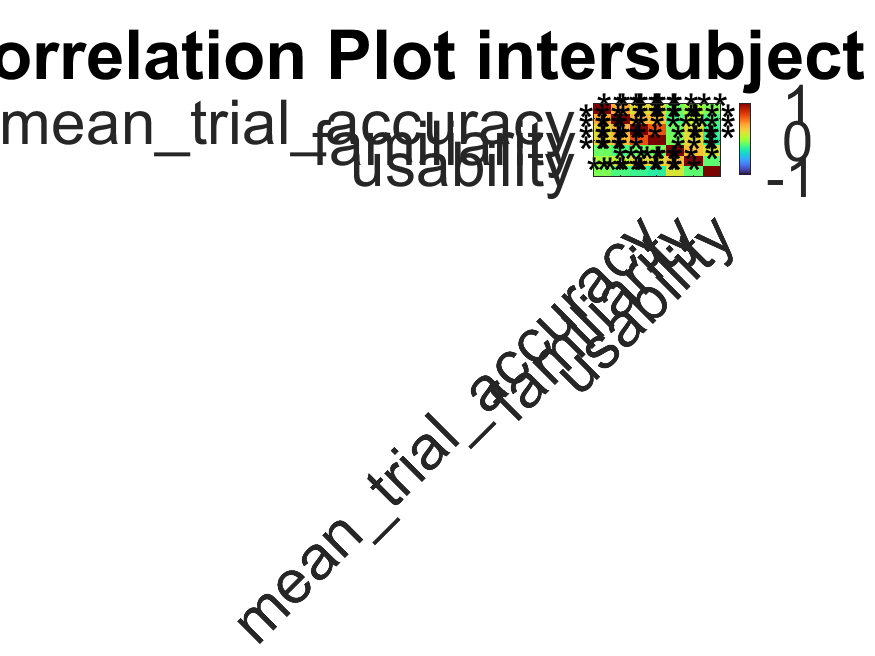 orrelation Plot intersubject
mean_trial_accuracy
familiarity
usability
1
0
-1
mean_trial_accuracy
familiarity
usability